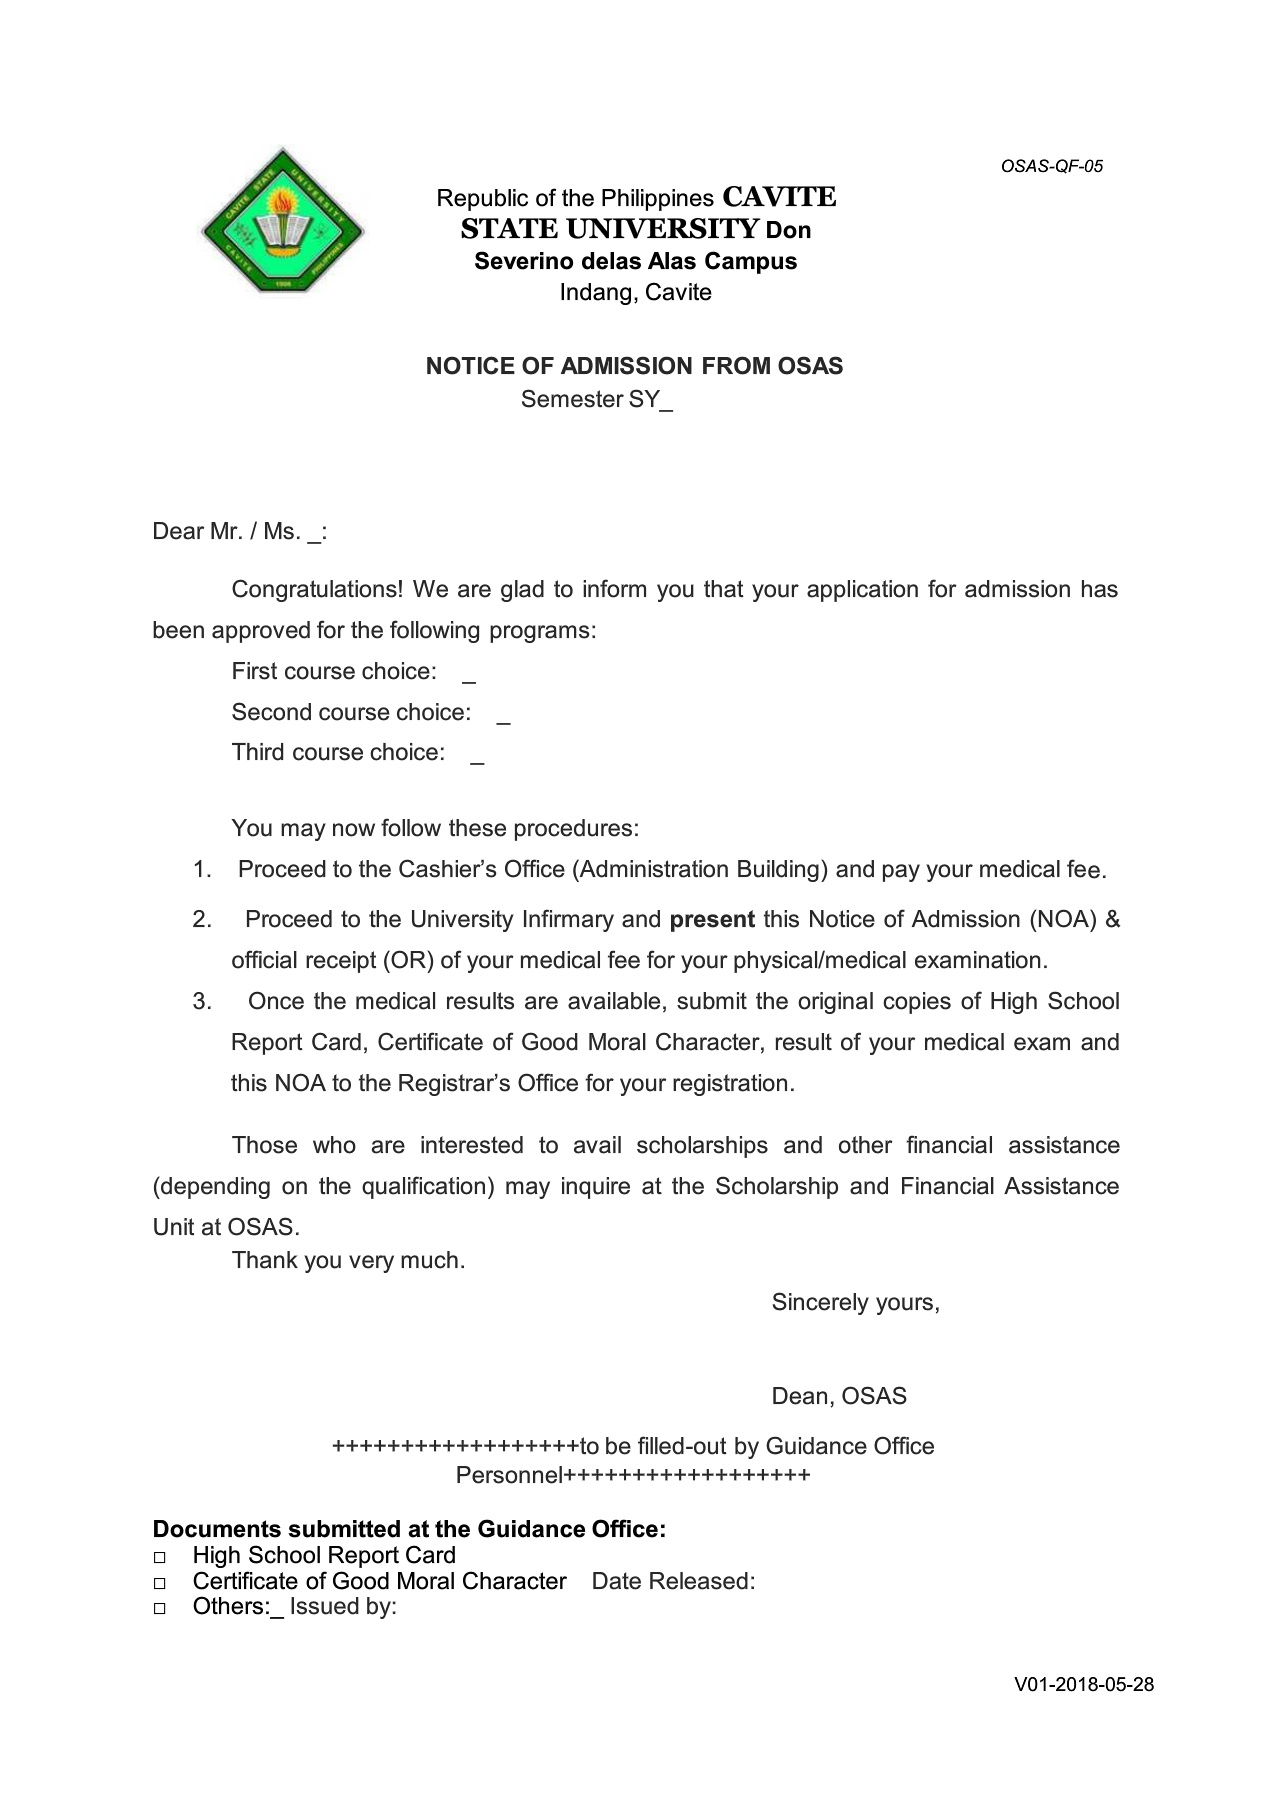 OSAS-QF-05
CAVITE STATE UNIVERSITY
CAVITE
PHILIPPINES
1906
Republic of the Philippines CAVITE
STATE UNIVERSITY Don
Severino delas Alas Campus
Indang, Cavite
NOTICE OF ADMISSION FROM OSAS
Semester SY_
Dear Mr. / Ms. _:
Congratulations! We are glad to inform you that your application for admission has
been approved for the following programs:
First course choice: _
Second course choice: _
Third course choice: _
You may now follow these procedures:
1. Proceed to the Cashier’s Office (Administration Building) and pay your medical fee.
2. Proceed to the University Infirmary and present this Notice of Admission (NOA) &
official receipt (OR) of your medical fee for your physical/medical examination.
3. Once the medical results are available, submit the original copies of High School
Report Card, Certificate of Good Moral Character, result of your medical exam and
this NOA to the Registrar’s Office for your registration.
Those who are interested to avail scholarships and other financial assistance
(depending on the qualification) may inquire at the Scholarship and Financial Assistance
Unit at OSAS.
Thank you very much.
Sincerely yours,
Dean, OSAS
++++++++++++++++++to be filled-out by Guidance Office
Personnel++++++++++++++++++
Documents submitted at the Guidance Office:
□ High School Report Card
□ Certificate of Good Moral Character Date Released:
□ Others:_ Issued by:
V01-2018-05-28